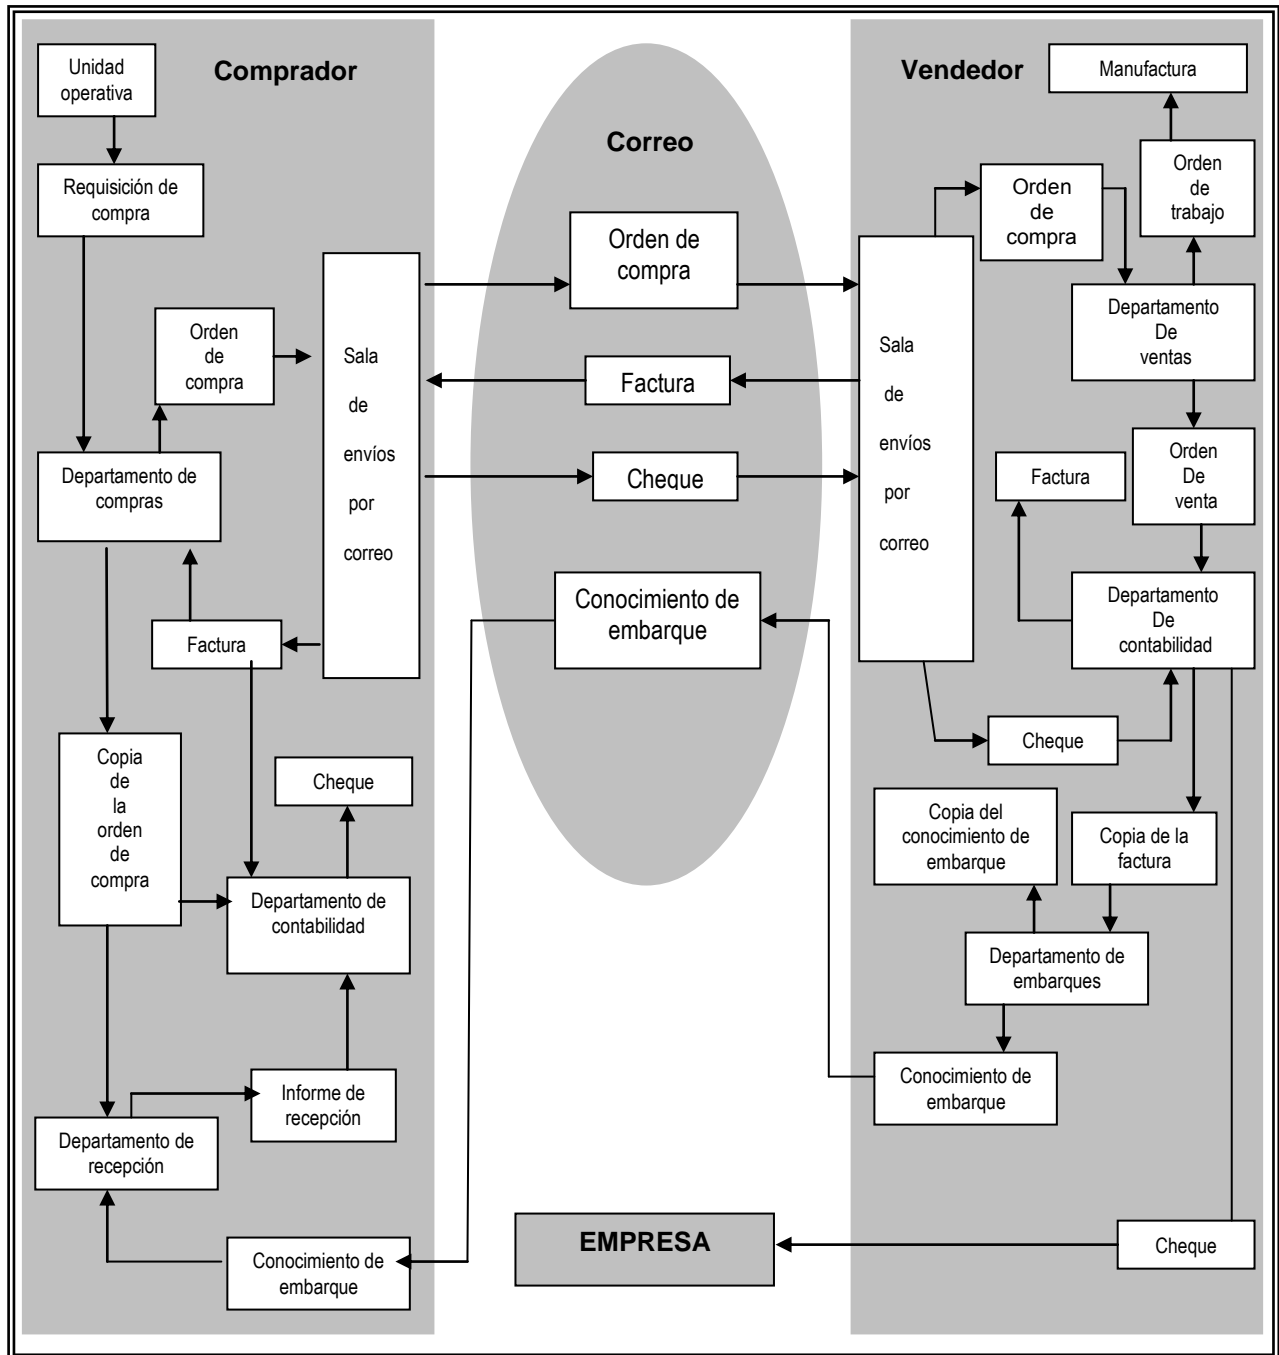 Comprador
Unidad
operativa
Requisición de
compra
Orden
de
compra
Departamento de
compras
Sala
de
envíos
por
correo
Factura
Copia
de
la
orden
de
compra
Cheque
Departamento de
contabilidad
Informe de
recepción
Departamento de
recepción
Conocimiento de
embarque
Correo
Orden de
compra
Factura
Cheque
Conocimiento de
embarque
EMPRESA
Vendedor
Manufactura
Orden
de
trabajo
Orden
de
compra
Departamento
De
ventas
Sala
de
envíos
por
correo
Orden
De
venta
Factura
Departamento
De
contabilidad
Cheque
Copia del
conocimiento de
embarque
Copia de la
factura
Departamento de
embarques
Conocimiento de
embarque
Cheque